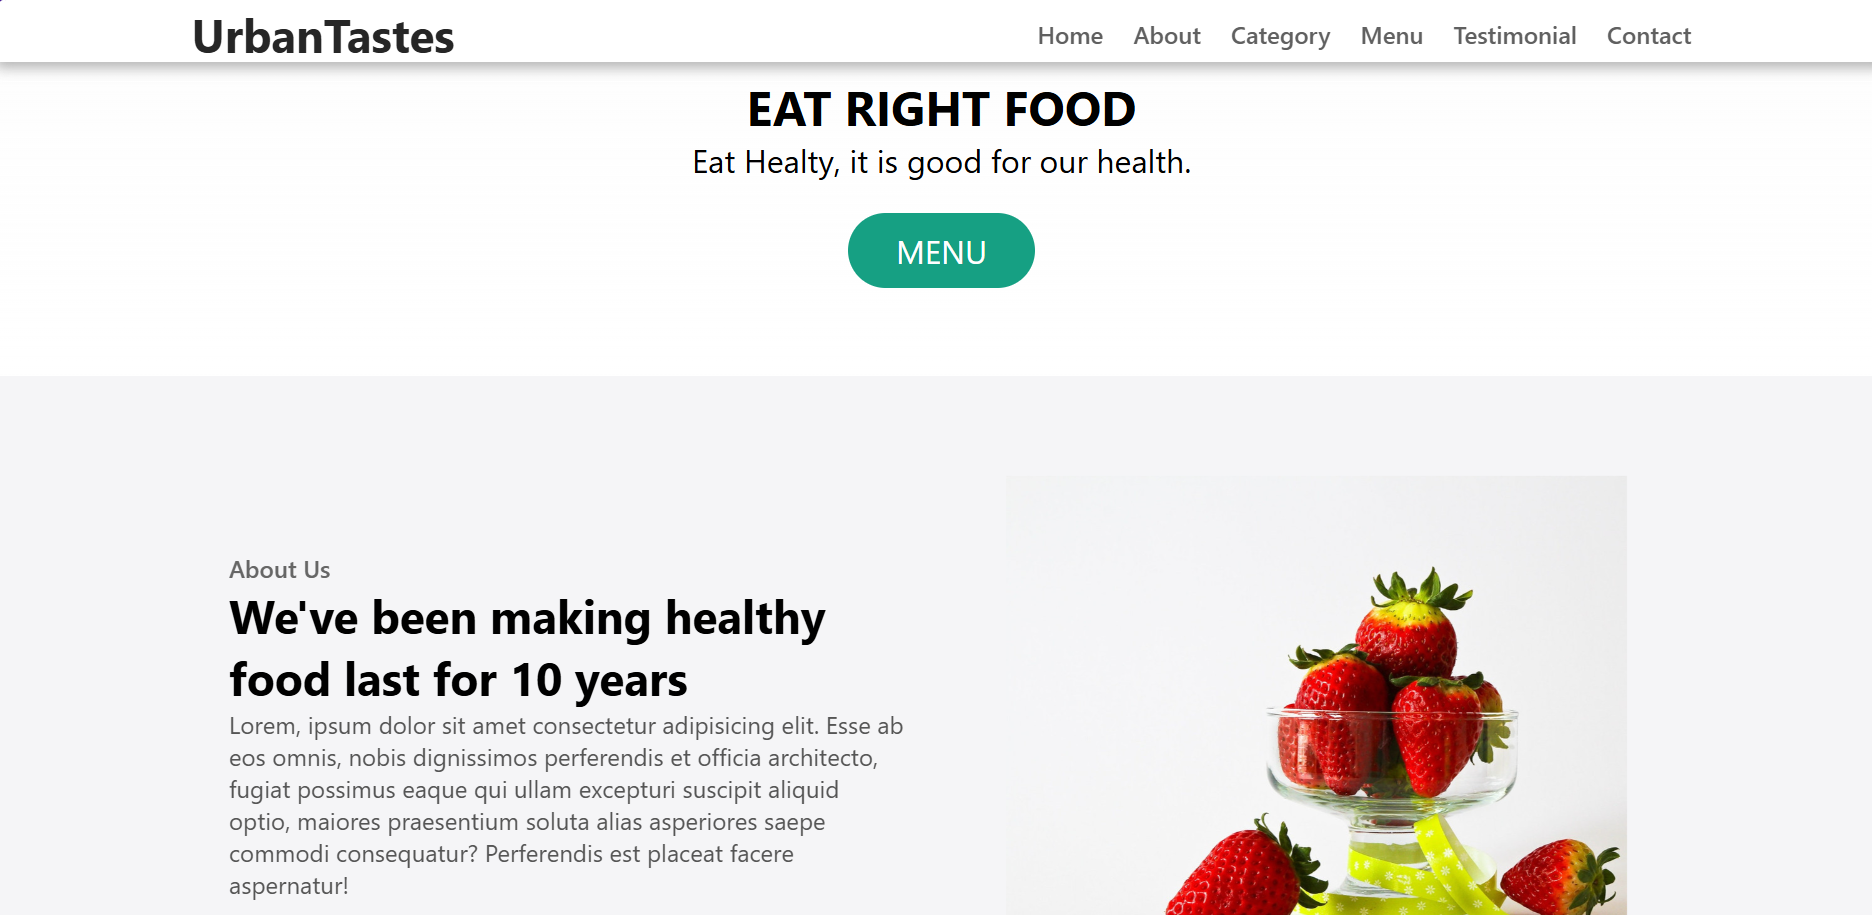 UrbanTastes
Home About Category Menu Testimonial Contact
EAT RIGHT FOOD
Eat Healty, it is good for our health.
MENU
About Us
We've been making healthy
food last for 10 years
Lorem, ipsum dolor sit amet consectetur adipisicing elit. Esse ab
eos omnis, nobis dignissimos perferendis et officia architecto,
fugiat possimus eaque qui ullam excepturi suscipit aliquid
optio, maiores praesentium soluta alias asperiores saepe
commodi consequatur? Perferendis est placeat facere
aspernatur!